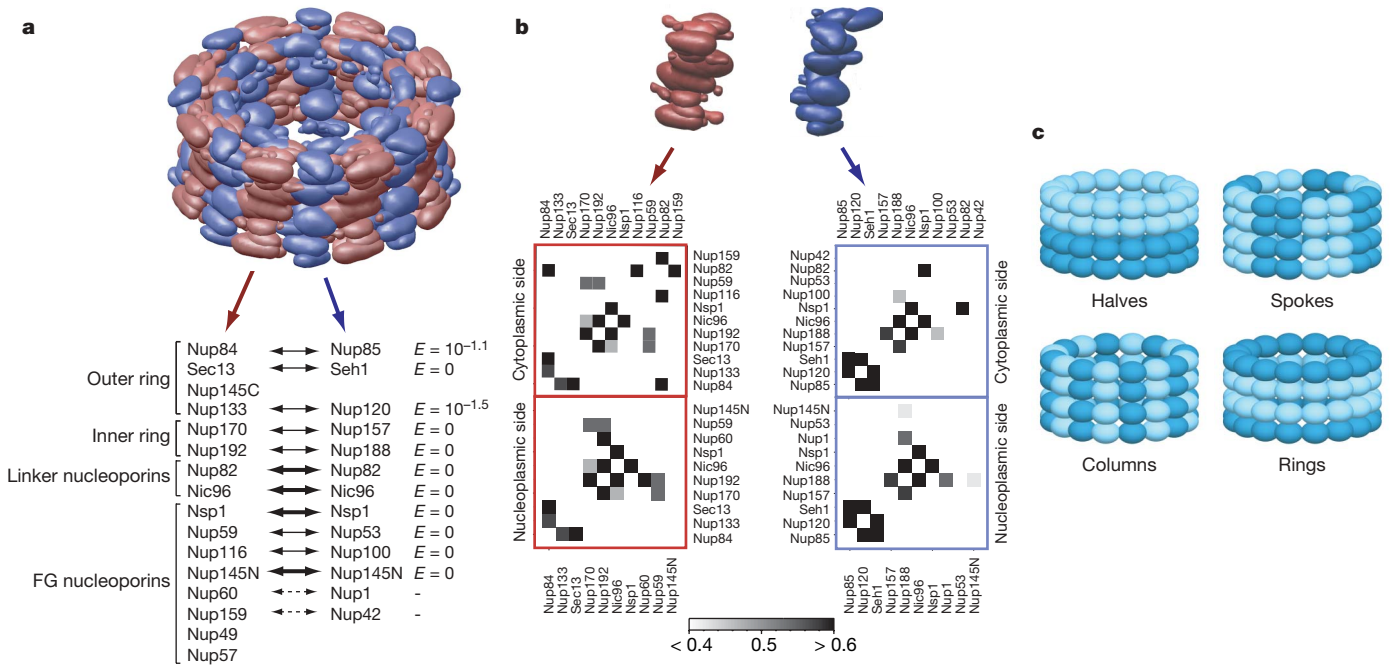 a
Outer ring
Nup84 Nup85 E = 10^−1.1
Sec13 Seh1 E = 0
Nup145C
Nup133 Nup120 E = 10^−1.5
Inner ring
Nup170 Nup157 E = 0
Nup192 Nup188 E = 0
Linker nucleoporins
Nup82 Nup82 E = 0
Nic96 Nic96 E = 0
FG nucleoporins
Nsp1 Nsp1 E = 0
Nup59 Nup53 E = 0
Nup116 Nup100 E = 0
Nup145N Nup145N E = 0
Nup60 Nup1 -
Nup159 Nup42 -
Nup49
Nup57
b
Nup84
Nup133
Sec13
Nup170
Nup192
Nic96
Nsp1
Nup116
Nup59
Nup82
Nup159
Cytoplasmic side
Nup159
Nup82
Nup59
Nup116
Nsp1
Nic96
Nup192
Nup170
Sec13
Nup133
Nup84
Nucleoplasmic side
Nup145N
Nup59
Nup60
Nsp1
Nic96
Nup192
Nup170
Sec13
Nup133
Nup84
Nup84
Nup133
Sec13
Nup170
Nup192
Nic96
Nsp1
Nup60
Nup59
Nup145N
Nup85
Nup120
Seh1
Nup157
Nup188
Nic96
Nsp1
Nup100
Nup53
Nup82
Nup42
Nup42
Nup82
Nup53
Nup100
Nsp1
Nic96
Nup188
Nup157
Seh1
Nup120
Nup85
Cytoplasmic side
Nup145N
Nup53
Nup1
Nsp1
Nic96
Nup188
Nup157
Seh1
Nup120
Nup85
Nucleoplasmic side
Nup85
Nup120
Seh1
Nup157
Nup188
Nic96
Nsp1
Nup1
Nup53
Nup145N
< 0.4 0.5 > 0.6
c
Halves
Spokes
Columns
Rings